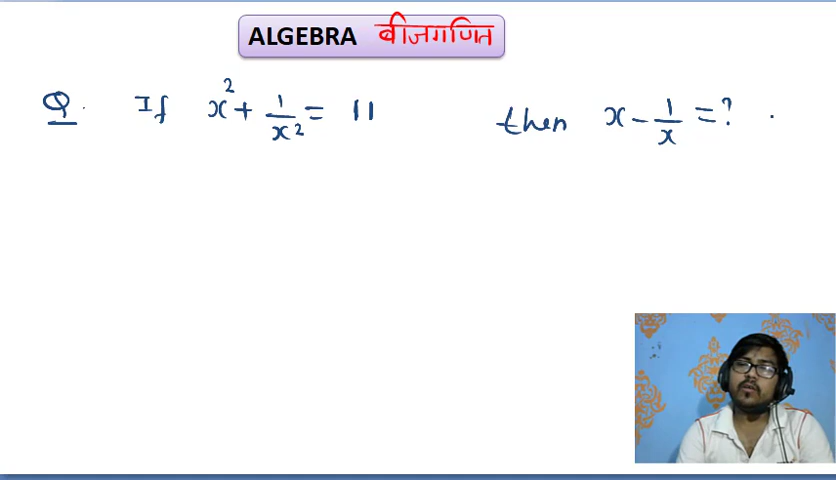 ALGEBRA बीजगणित
Q. If x² + 1/x² = 11 then x - 1/x = ?